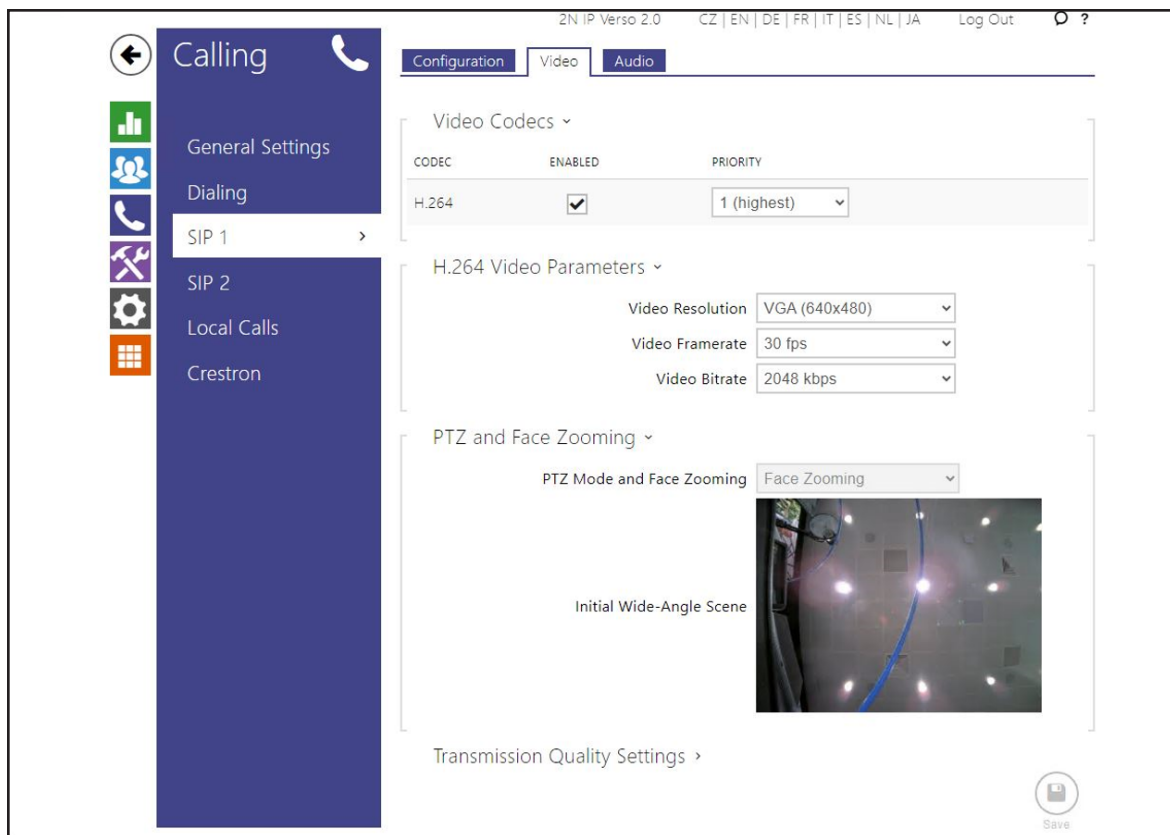 2N IP Verso 2.0 CZ | EN | DE | FR | IT | ES | NL | JA Log Out ?
Calling
General Settings
Dialing
SIP 1
SIP 2
Local Calls
Crestron
Configuration Video Audio
Video Codecs
CODEC ENABLED PRIORITY
H.264 1 (highest)
H.264 Video Parameters
Video Resolution VGA (640x480)
Video Framerate 30 fps
Video Bitrate 2048 kbps
PTZ and Face Zooming
PTZ Mode and Face Zooming Face Zooming
Initial Wide-Angle Scene
Transmission Quality Settings
Save